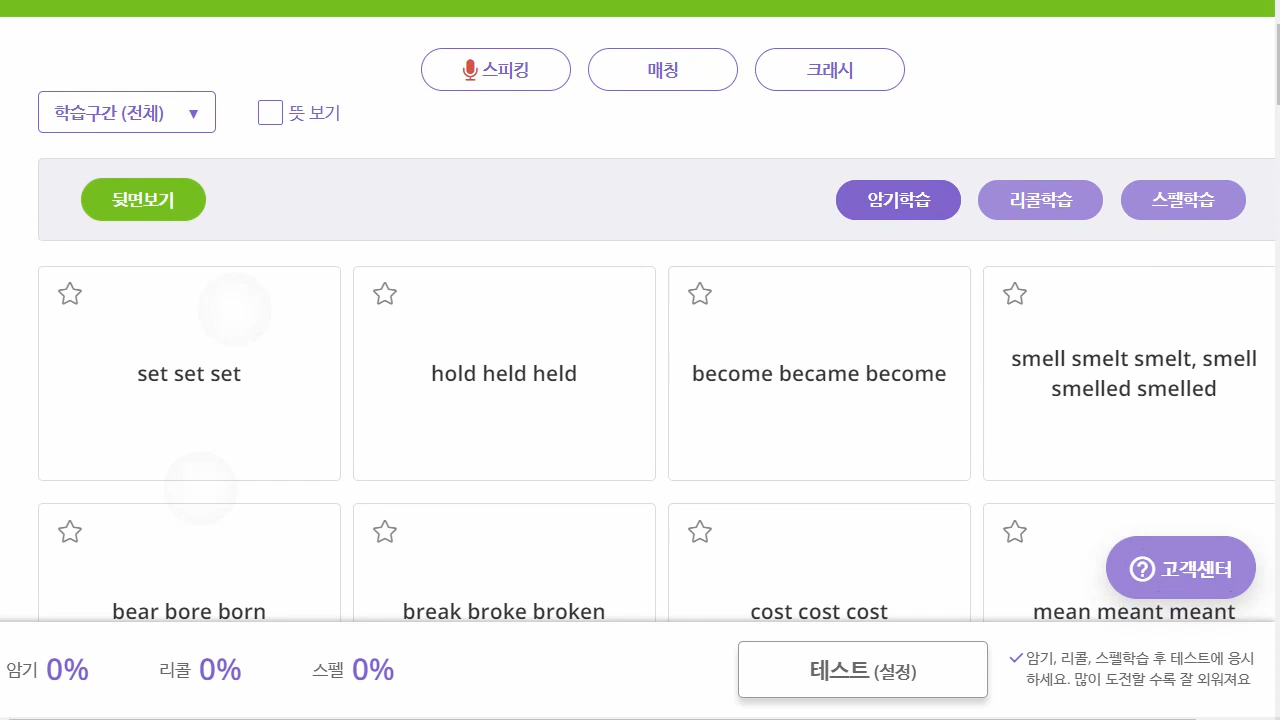 스피킹
매칭
크래시
학습구간 (전체) ▼
뜻 보기
뒷면보기
암기학습
리콜학습
스펠학습
set set set
hold held held
become became become
smell smelt smelt, smell
smelled smelled
bear bore born
break broke broken
cost cost cost
mean meant meant
고객센터
암기 0%
리콜 0%
스펠 0%
테스트 (설정)
암기, 리콜, 스펠학습 후 테스트에 응시
하세요. 많이 도전할 수록 잘 외워져요